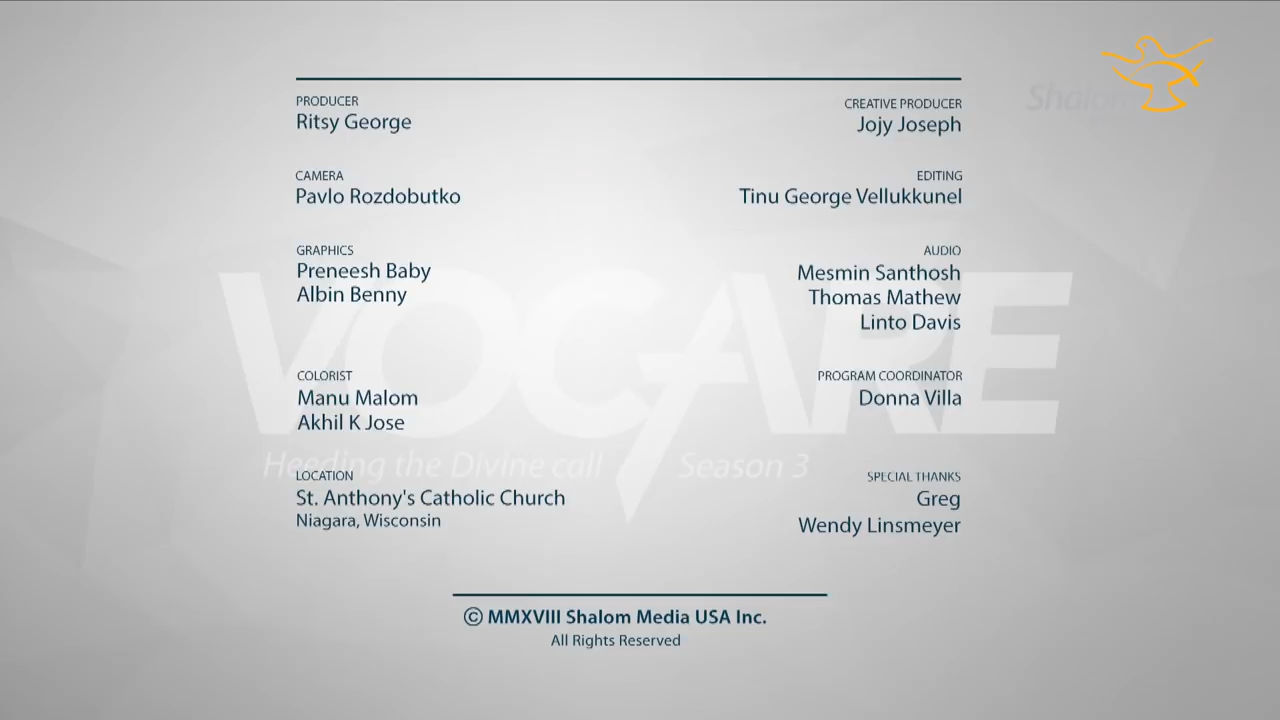 Shalom
PRODUCER
Ritsy George
CREATIVE PRODUCER
Jojy Joseph
CAMERA
Pavlo Rozdobutko
EDITING
Tinu George Vellukkunel
GRAPHICS
Preneesh Baby
Albin Benny
AUDIO
Mesmin Santhosh
Thomas Mathew
Linto Davis
VOCARE
COLORIST
Manu Malom
Akhil K Jose
PROGRAM COORDINATOR
Donna Villa
Heeding the Divine call Season 3
LOCATION
St. Anthony's Catholic Church
Niagara, Wisconsin
SPECIAL THANKS
Greg
Wendy Linsmeyer
© MMXVIII Shalom Media USA Inc.
All Rights Reserved